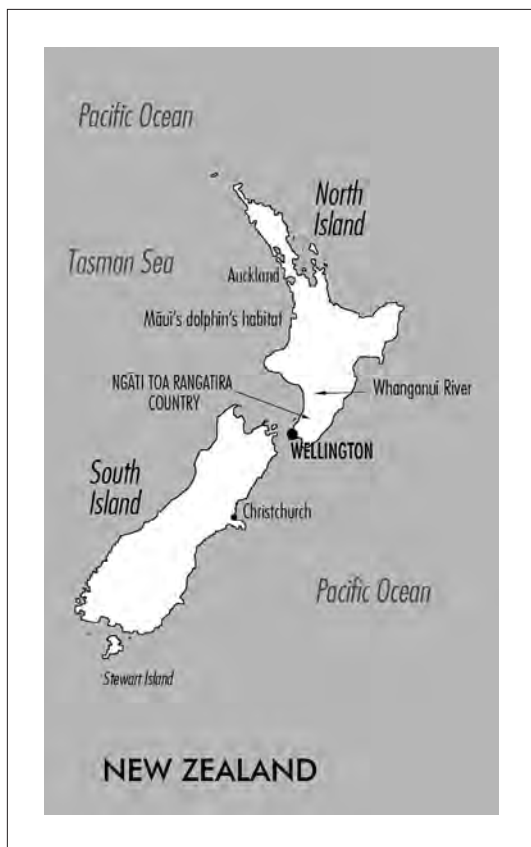 Pacific Ocean
North
Island
Tasman Sea
Auckland
Māui's dolphin's habitat
NGĀTI TOA RANGATIRA
COUNTRY
Whanganui River
WELLINGTON
South
Island
Christchurch
Pacific Ocean
Stewart Island
NEW ZEALAND